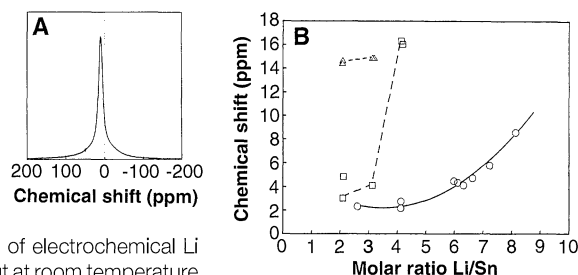 A
200 100 0 -100 -200
Chemical shift (ppm)
of electrochemical Li
ut at room temperature
B
Chemical shift (ppm)
18
16
14
12
10
8
6
4
2
0
0 1 2 3 4 5 6 7 8 9 10
Molar ratio Li/Sn